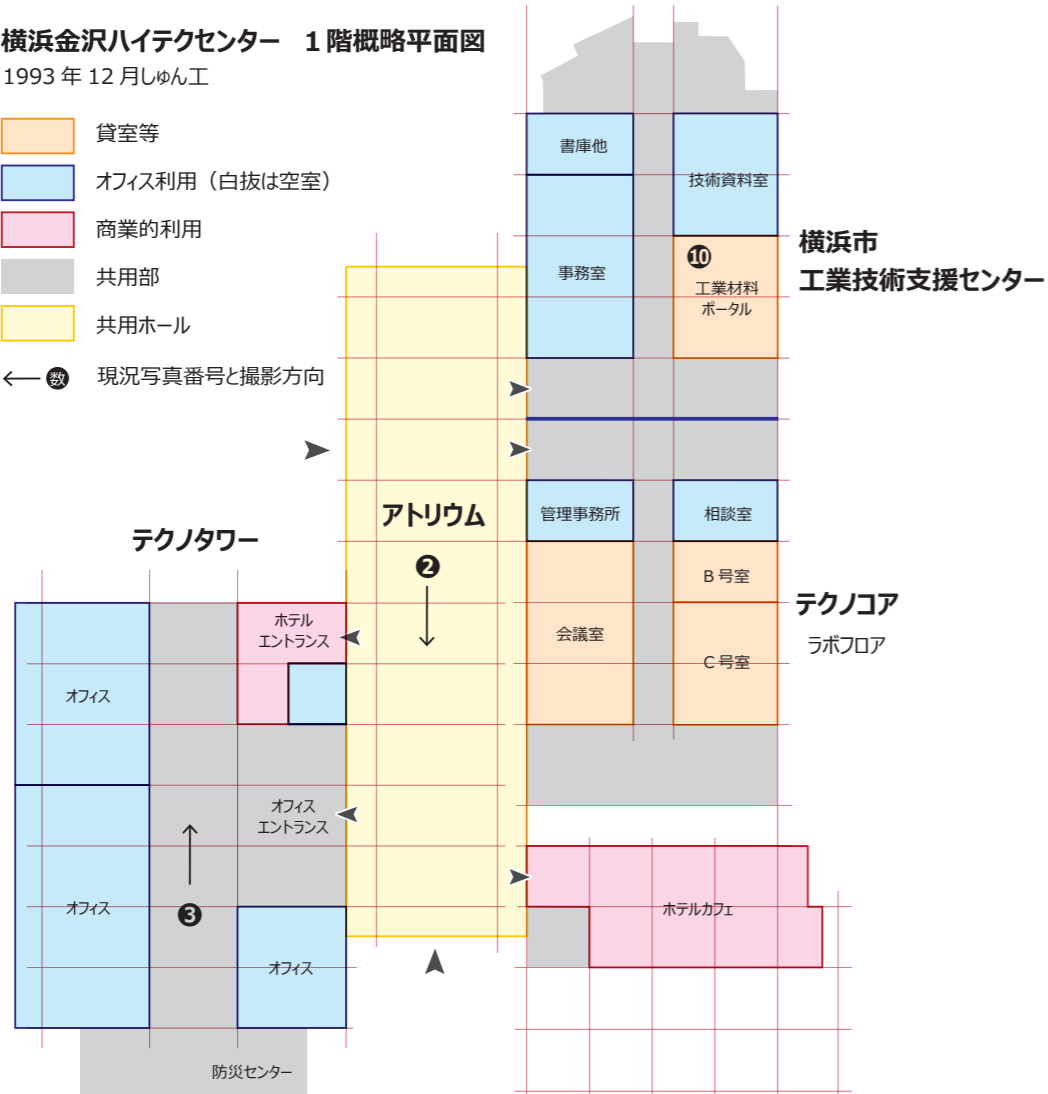 横浜金沢ハイテクセンター　１階概略平面図
1993 年 12 月しゅん工
貸室等
オフィス利用（白抜は空室）
商業的利用
共用部
共用ホール
数 現況写真番号と撮影方向
書庫他
技術資料室
事務室
10
工業材料
ポータル
横浜市
工業技術支援センター
管理事務所
相談室
アトリウム
テクノタワー
2
B 号室
テクノコア
ラボフロア
会議室
C 号室
ホテル
エントランス
オフィス
オフィス
エントランス
3
オフィス
ホテルカフェ
オフィス
防災センター